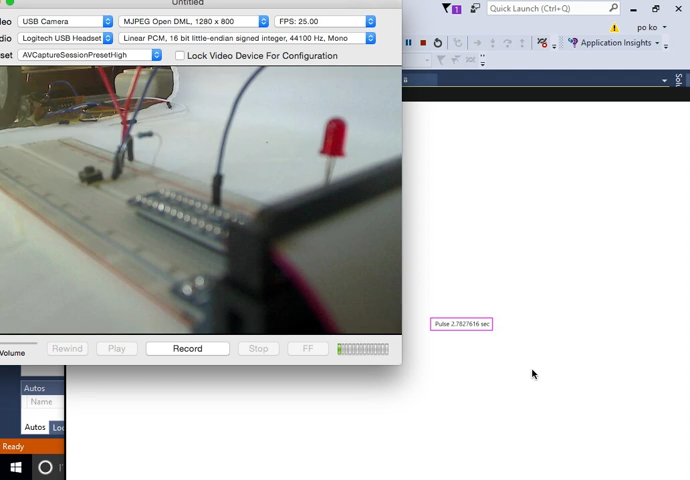 Untitled
USB Camera
MJPEG Open DML, 1280 x 800
FPS: 25.00
Logitech USB Headset
Linear PCM, 16 bit little-endian signed integer, 44100 Hz, Mono
AVCaptureSessionPresetHigh
Lock Video Device For Configuration
Quick Launch (Ctrl+Q)
1
po ko
Application Insights
Pulse 2.7827616 sec
Volume
Rewind
Play
Record
Stop
FF
Autos
Name
Autos
Ready